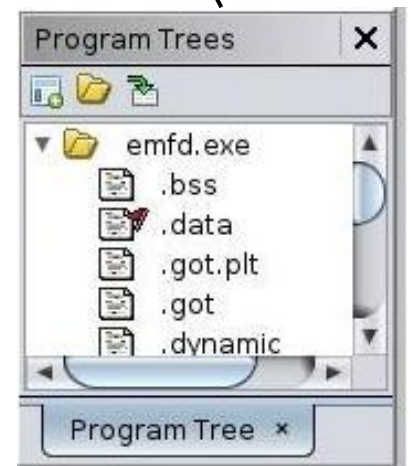 Program Trees
emfd.exe
.bss
.data
.got.plt
.got
.dynamic
Program Tree